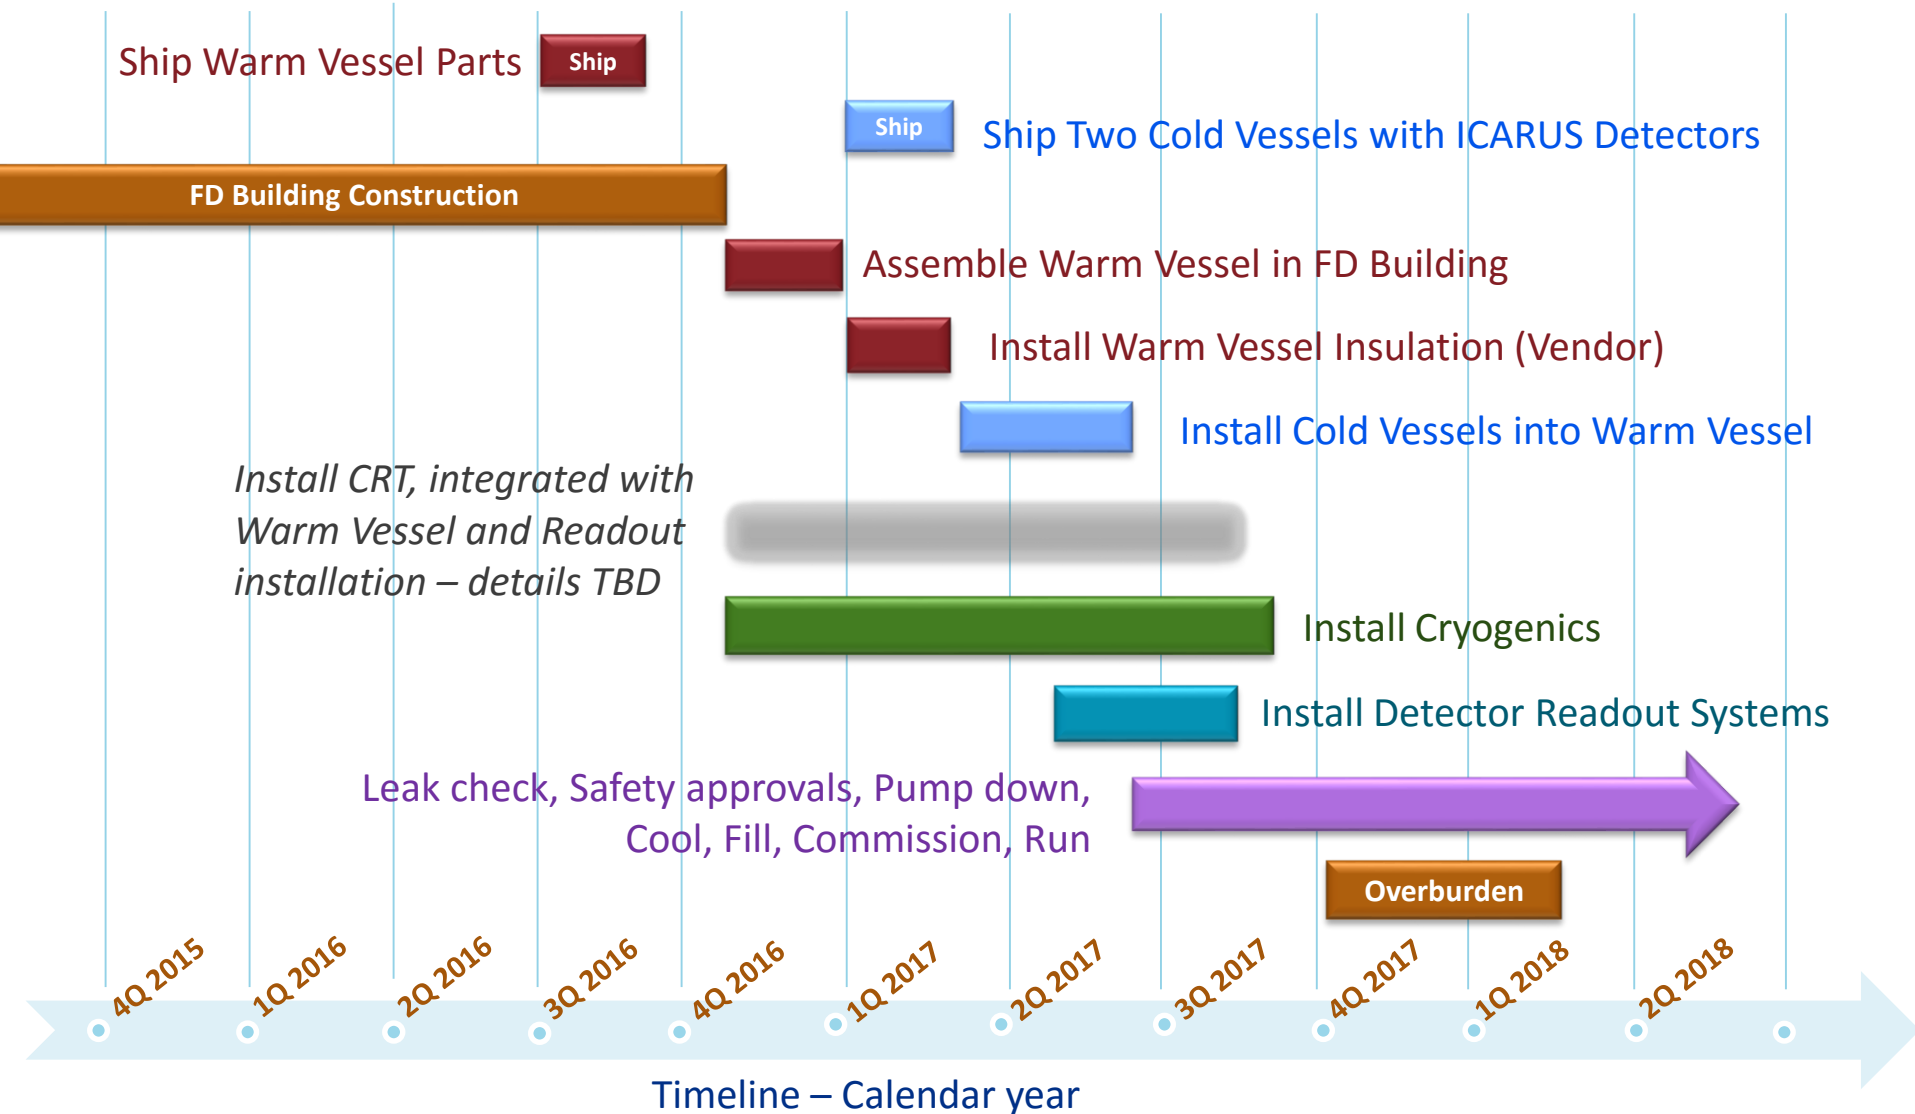 Ship Warm Vessel Parts
Ship
Ship
Ship Two Cold Vessels with ICARUS Detectors
FD Building Construction
Assemble Warm Vessel in FD Building
Install Warm Vessel Insulation (Vendor)
Install Cold Vessels into Warm Vessel
Install CRT, integrated with
Warm Vessel and Readout
installation – details TBD
Install Cryogenics
Install Detector Readout Systems
Leak check, Safety approvals, Pump down,
Cool, Fill, Commission, Run
Overburden
4Q 2015
1Q 2016
2Q 2016
3Q 2016
4Q 2016
1Q 2017
2Q 2017
3Q 2017
4Q 2017
1Q 2018
2Q 2018
Timeline – Calendar year